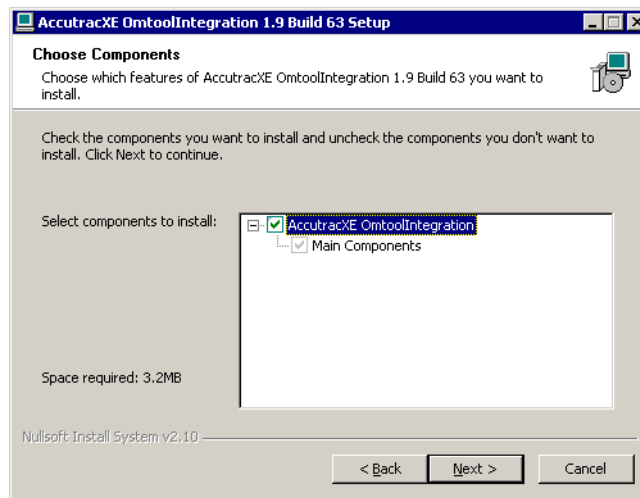 AccutracXE OmtoolIntegration 1.9 Build 63 Setup
Choose Components
Choose which features of AccutracXE OmtoolIntegration 1.9 Build 63 you want to
install.
Check the components you want to install and uncheck the components you don't want to
install. Click Next to continue.
Select components to install:
AccutracXE OmtoolIntegration
Main Components
Space required: 3.2MB
Nullsoft Install System v2.10
< Back
Next >
Cancel